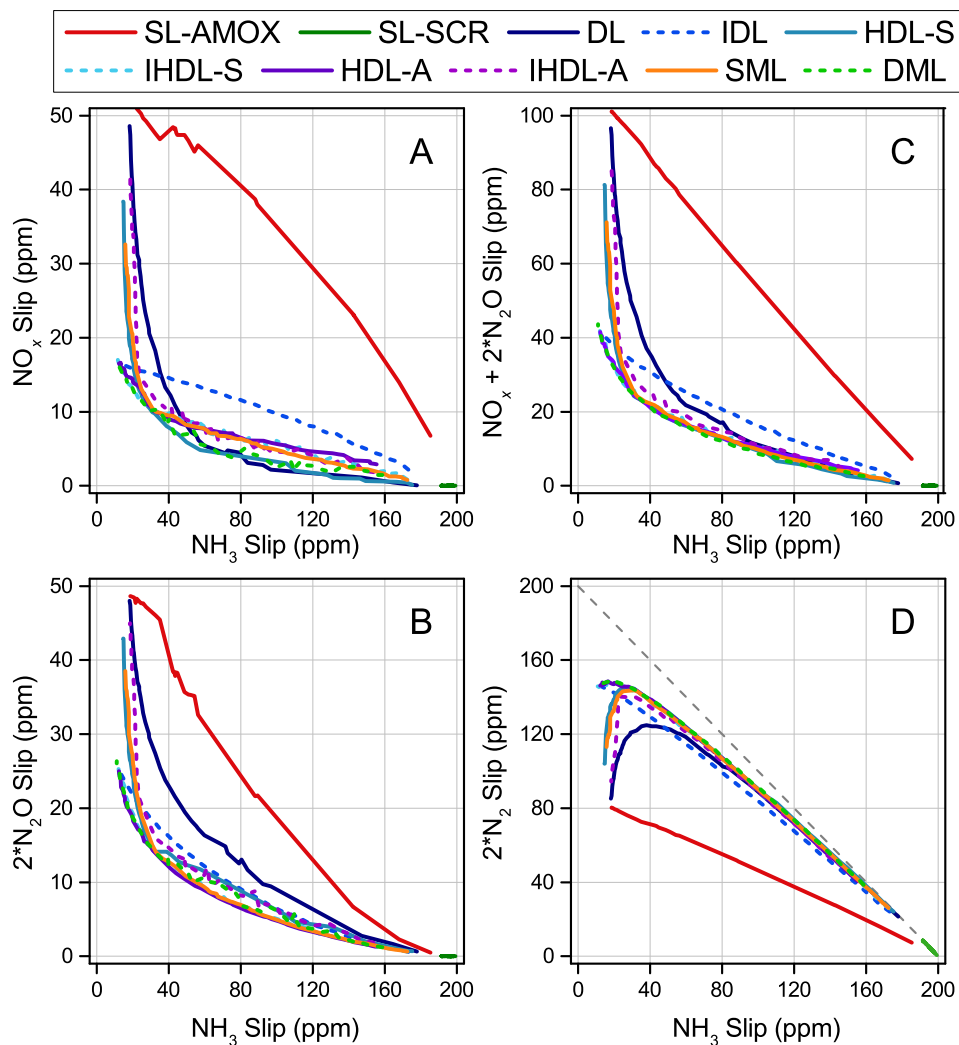 SL-AMOX SL-SCR DL IDL HDL-S
IHDL-S HDL-A IHDL-A SML DML
A
NOx Slip (ppm)
50
40
30
20
10
0
0 40 80 120 160 200
NH3 Slip (ppm)
C
NOx + 2*N2O Slip (ppm)
100
80
60
40
20
0
0 40 80 120 160 200
NH3 Slip (ppm)
B
2*N2O Slip (ppm)
50
40
30
20
10
0
0 40 80 120 160 200
NH3 Slip (ppm)
D
2*N2 Slip (ppm)
200
160
120
80
40
0
0 40 80 120 160 200
NH3 Slip (ppm)